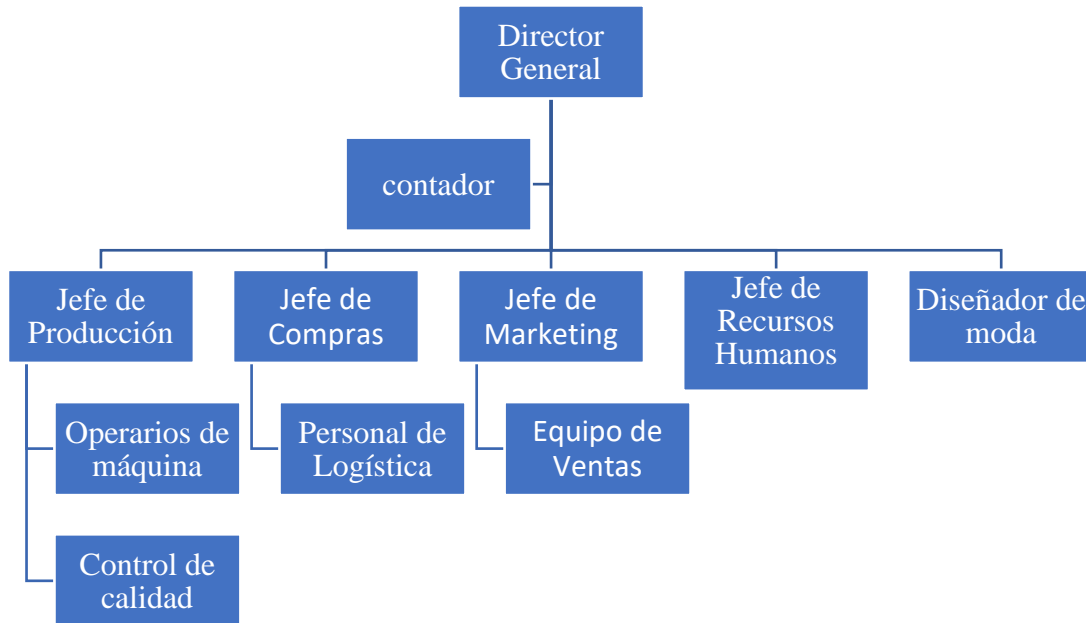 Director
General
contador
Jefe de
Producción
Jefe de
Compras
Jefe de
Marketing
Jefe de
Recursos
Humanos
Diseñador de
moda
Operarios de
máquina
Personal de
Logística
Equipo de
Ventas
Control de
calidad